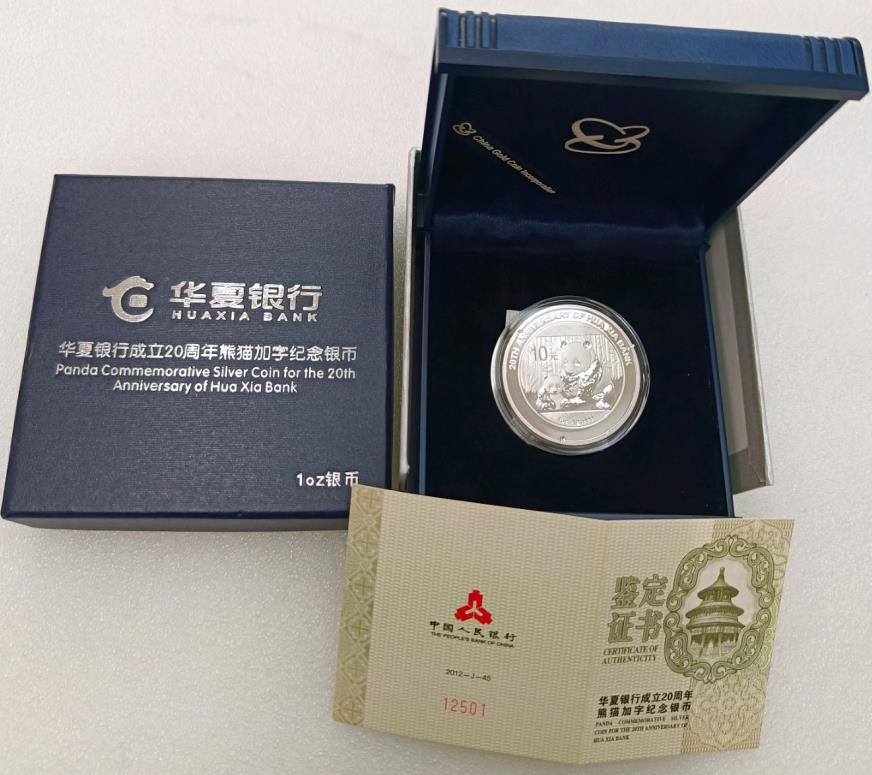 华夏银行
HUAXIA BANK
华夏银行成立20周年熊猫加字纪念银币
Panda Commemorative Silver Coin for the 20th
Anniversary of Hua Xia Bank
1oz银币
China Gold Coin Incorporation
20TH ANNIVERSARY OF HUA XIA BANK
10元
中国人民银行
THE PEOPLE'S BANK OF CHINA
2012-J-45
12501
鉴定
证书
CERTIFICATE OF
AUTHENTICITY
华夏银行成立20周年
熊猫加字纪念银币
PANDA COMMEMORATIVE SILVER
COIN FOR THE 20TH ANNIVERSARY OF
HUA XIA BANK